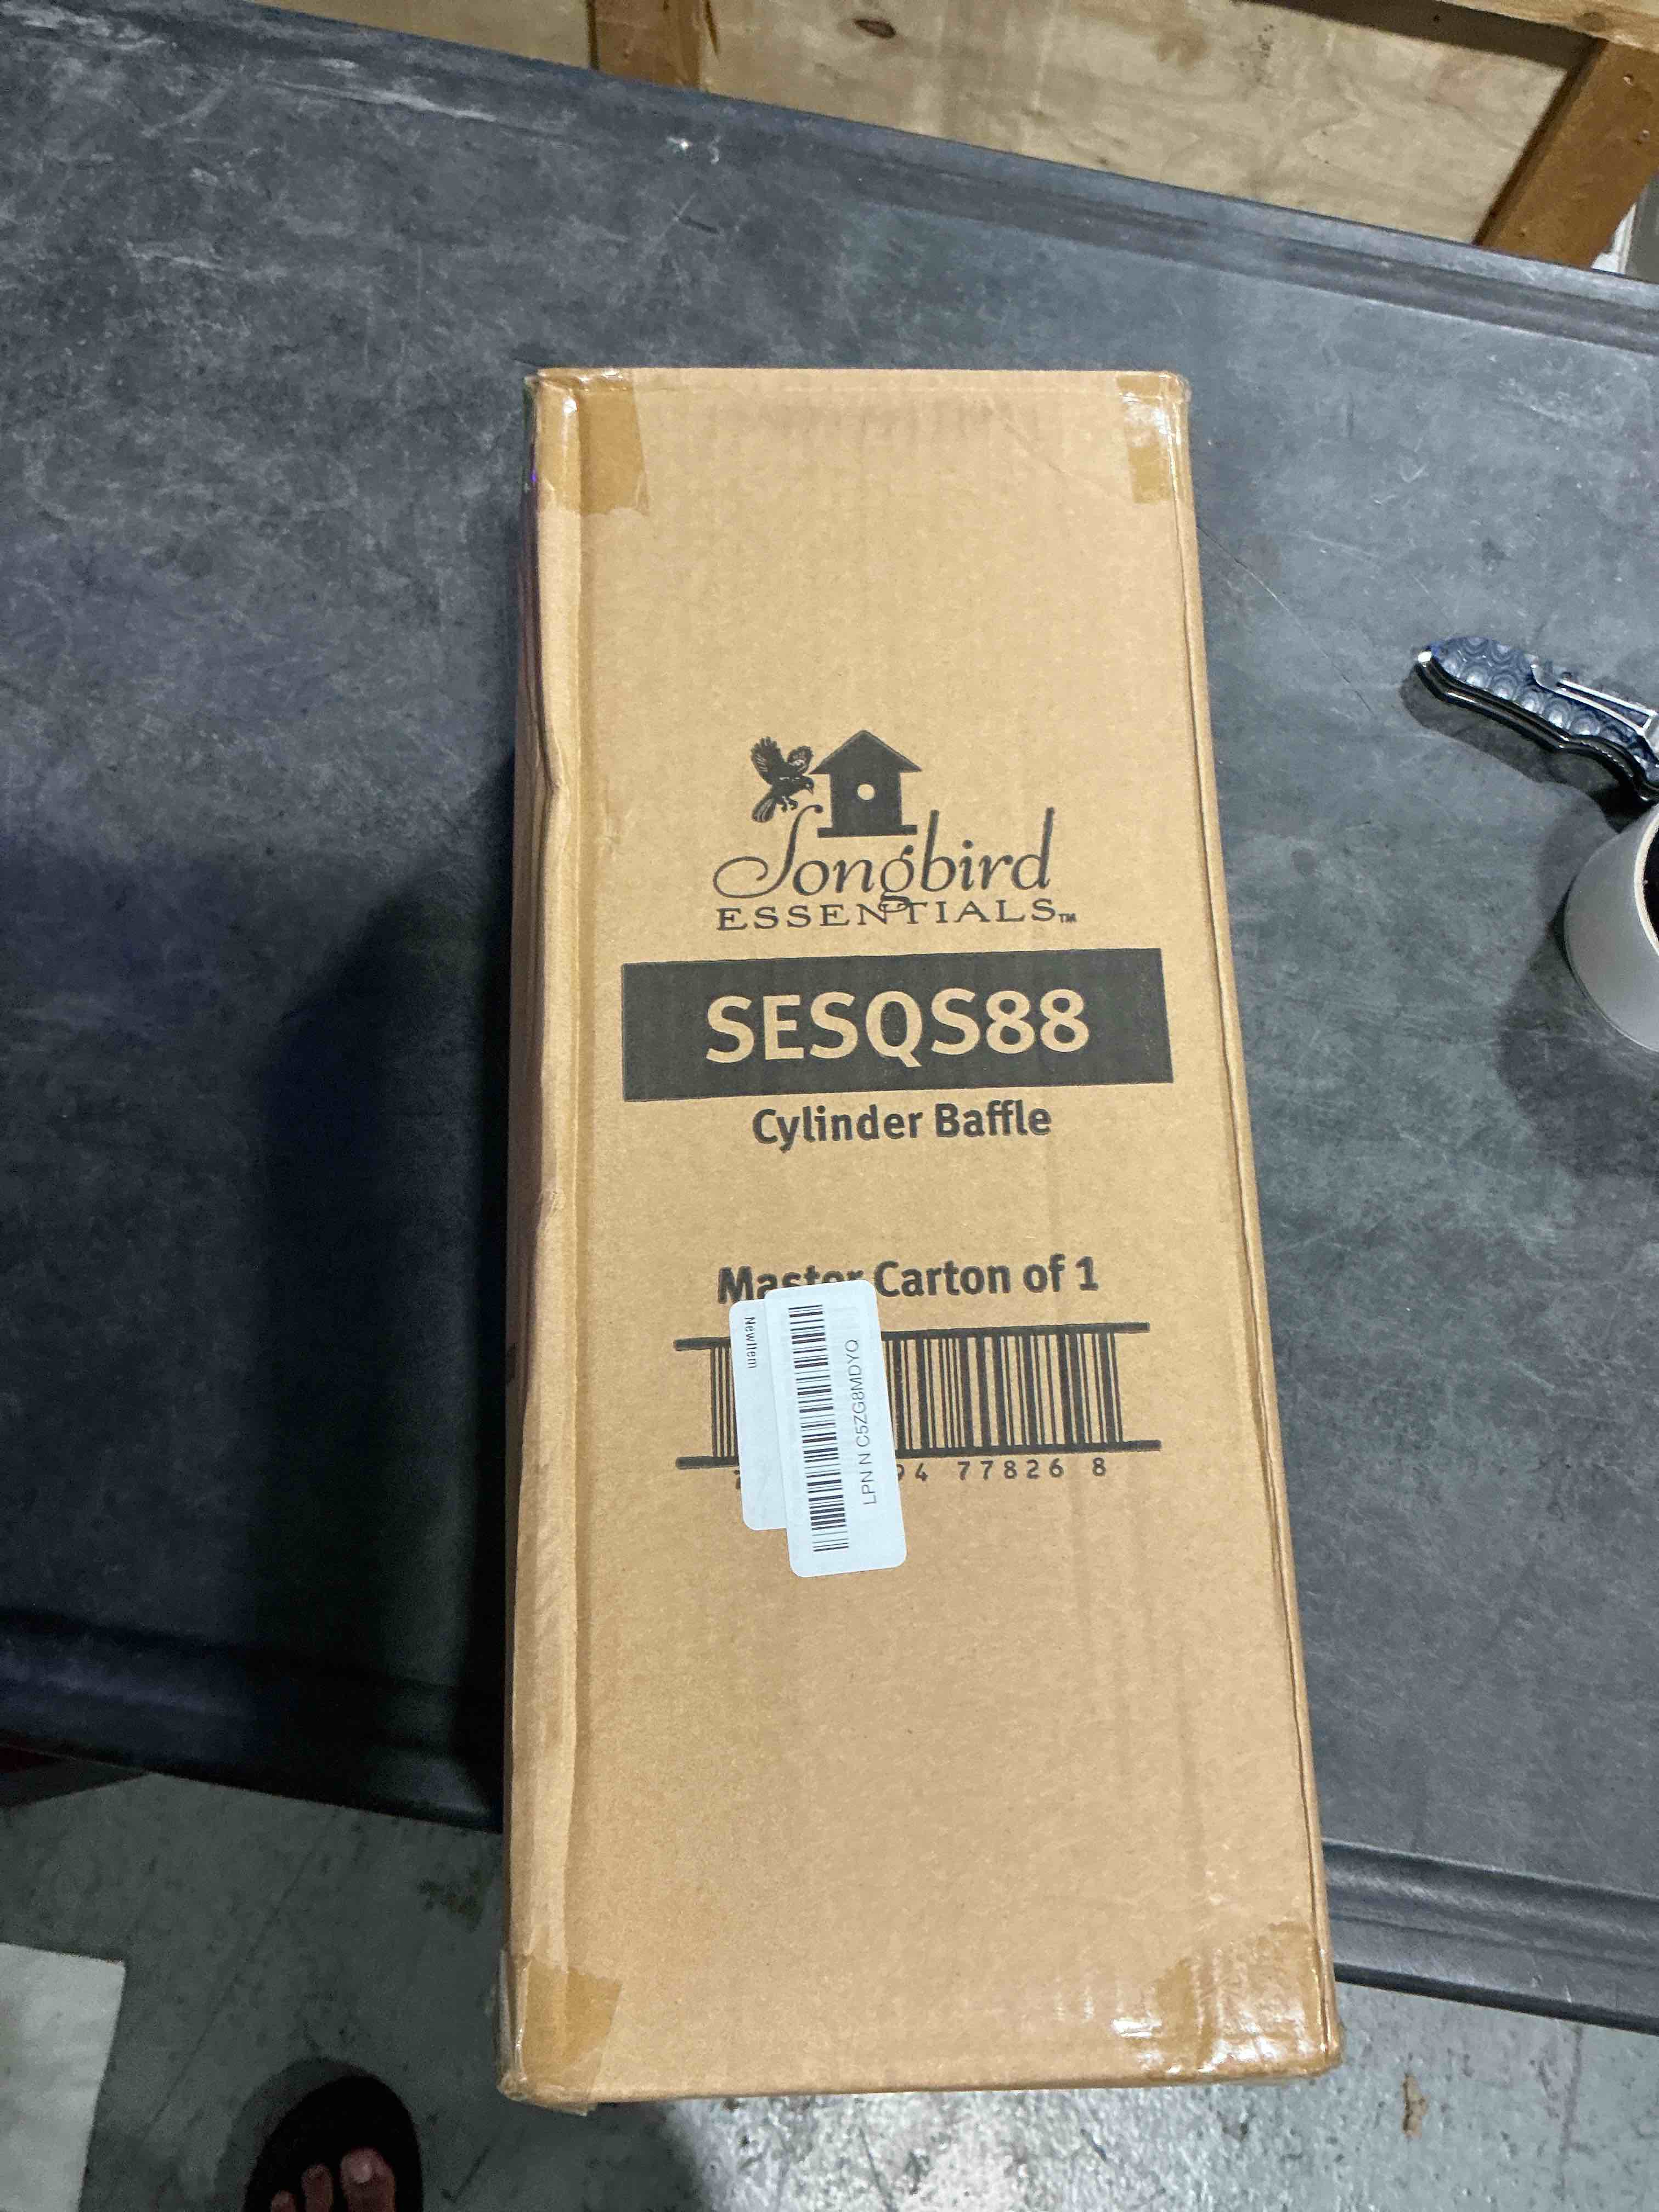 Songbird
ESSENTIALS™
SESQS88
Cylinder Baffle
Master Carton of 1
NewItem
LPN N C5ZG8MDYQ
94 77826 8